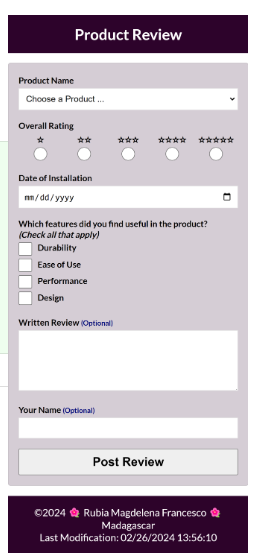 Product Review
Product Name
Choose a Product ...
Overall Rating
☆ ☆☆ ☆☆☆ ☆☆☆☆ ☆☆☆☆☆
Date of Installation
mm/dd/yyyy
Which features did you find useful in the product?
(Check all that apply)
Durability
Ease of Use
Performance
Design
Written Review (Optional)
Your Name (Optional)
Post Review
©2024 🌺 Rubia Magdelena Francesco 🌺
Madagascar
Last Modification: 02/26/2024 13:56:10